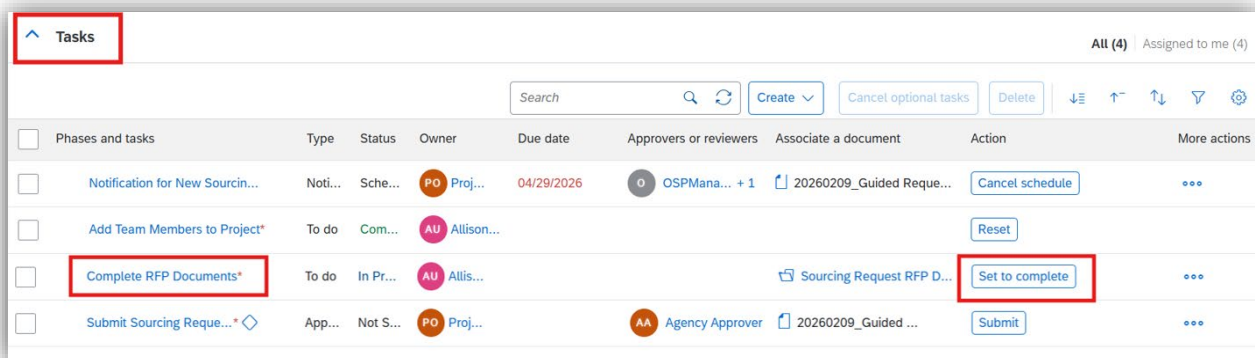 Tasks
All (4) Assigned to me (4)
Search Create Cancel optional tasks Delete
Phases and tasks Type Status Owner Due date Approvers or reviewers Associate a document Action More actions
Notification for New Sourcin... Noti... Sche... PO Proj... 04/29/2026 O OSPMana... + 1 20260209_Guided Reque... Cancel schedule
Add Team Members to Project* To do Com... AU Allison... Reset
Complete RFP Documents* To do In Pr... AU Allis... Sourcing Request RFP D... Set to complete
Submit Sourcing Reque...* App... Not S... PO Proj... AA Agency Approver 20260209_Guided ... Submit